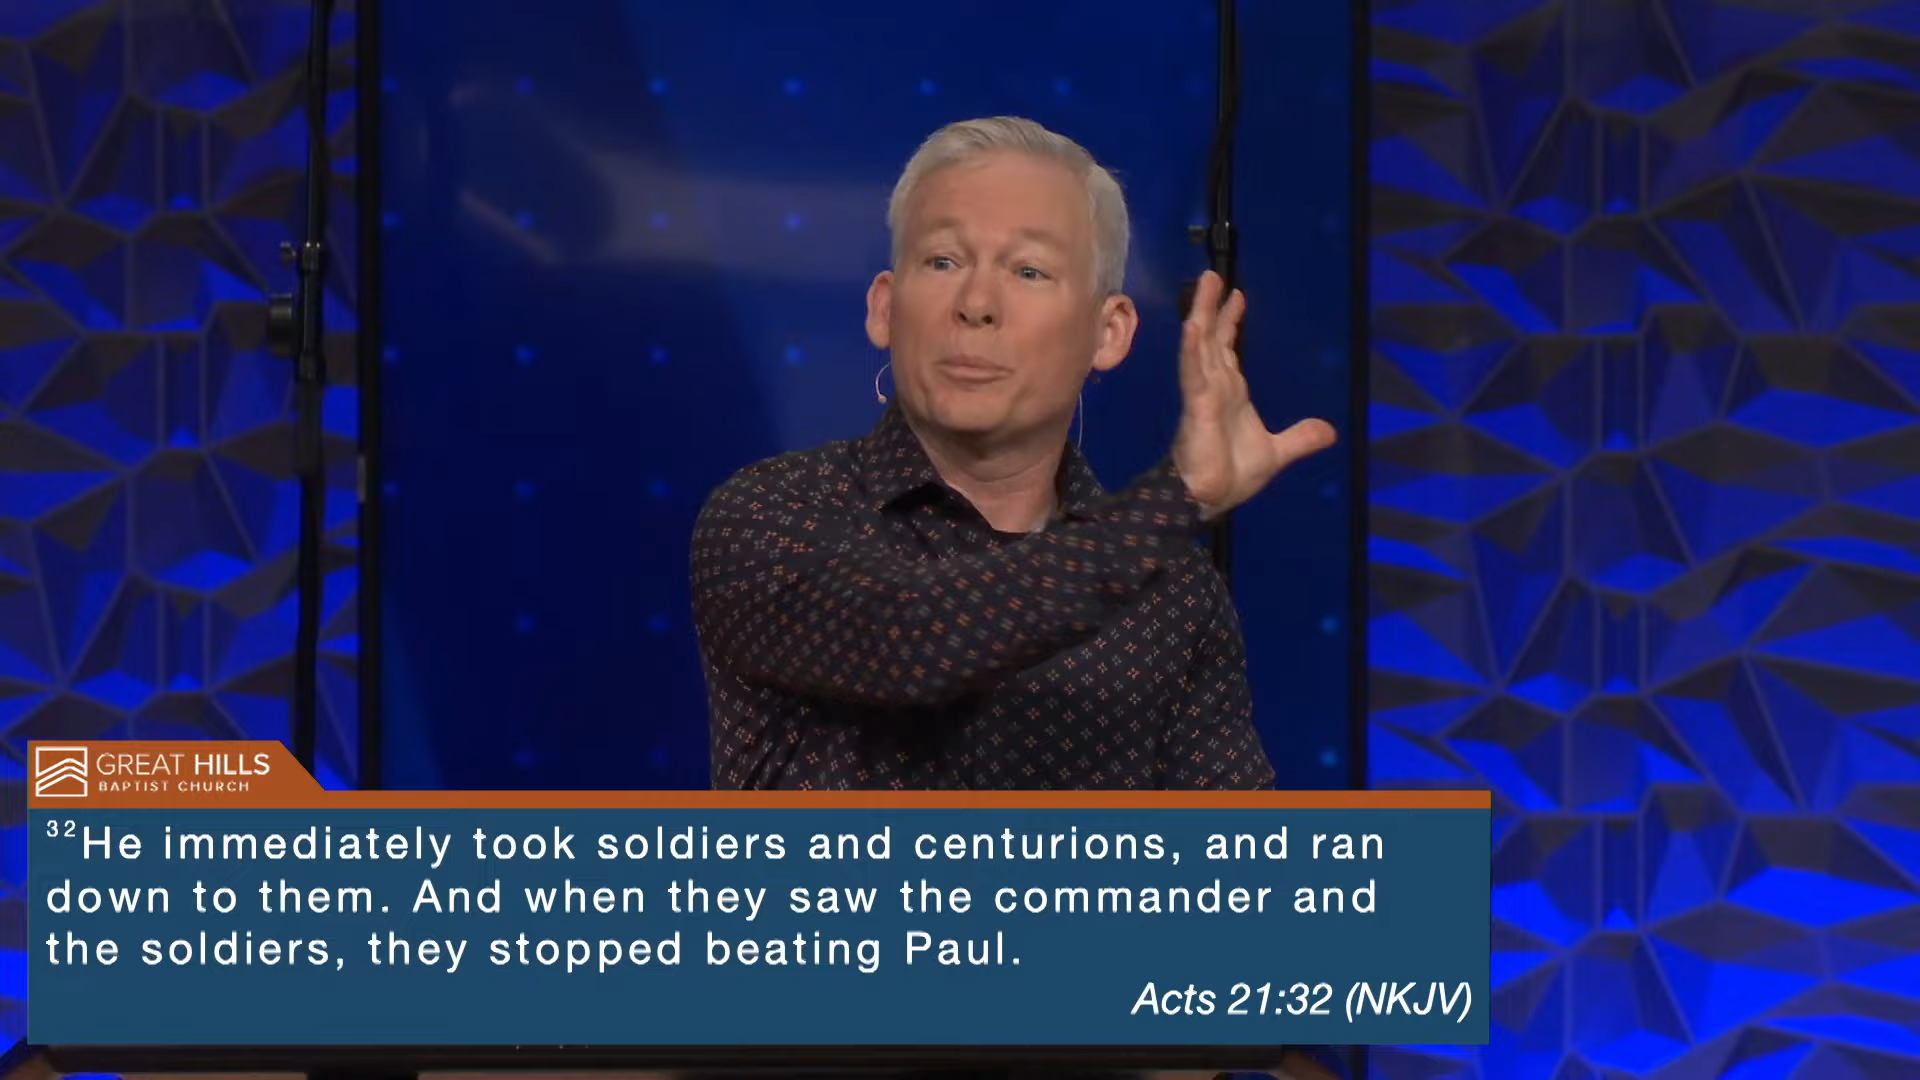 GREAT HILLS
BAPTIST CHURCH
32He immediately took soldiers and centurions, and ran
down to them. And when they saw the commander and
the soldiers, they stopped beating Paul.
Acts 21:32 (NKJV)